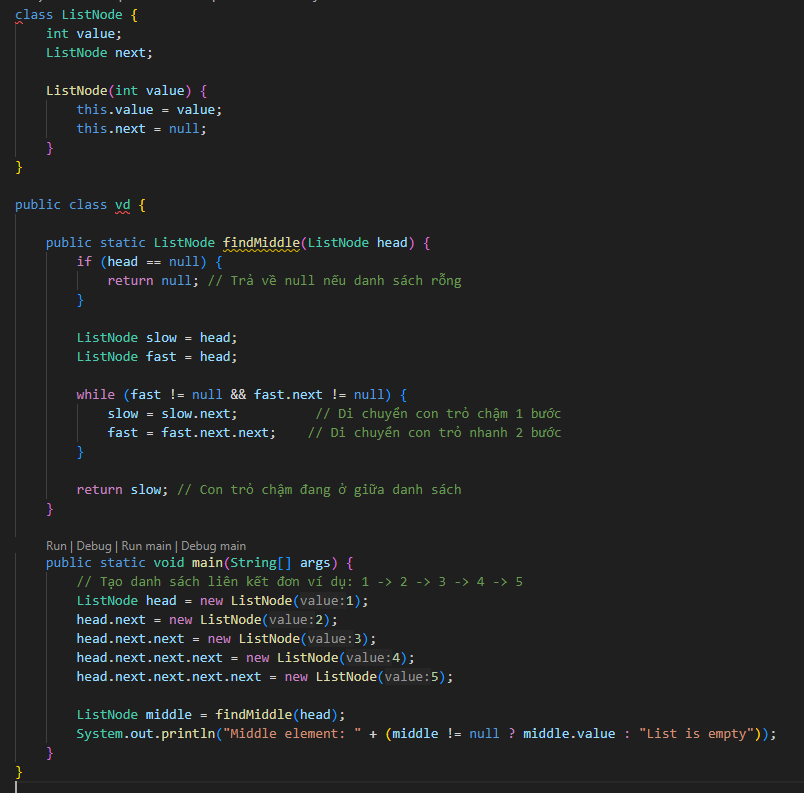 class ListNode {
    int value;
    ListNode next;

    ListNode(int value) {
        this.value = value;
        this.next = null;
    }
}

public class vd {

    public static ListNode findMiddle(ListNode head) {
        if (head == null) {
            return null; // Trả về null nếu danh sách rỗng
        }

        ListNode slow = head;
        ListNode fast = head;

        while (fast != null && fast.next != null) {
            slow = slow.next;          // Di chuyển con trỏ chậm 1 bước
            fast = fast.next.next;    // Di chuyển con trỏ nhanh 2 bước
        }

        return slow; // Con trỏ chậm đang ở giữa danh sách
    }

    Run | Debug | Run main | Debug main
    public static void main(String[] args) {
        // Tạo danh sách liên kết đơn ví dụ: 1 -> 2 -> 3 -> 4 -> 5
        ListNode head = new ListNode(value:1);
        head.next = new ListNode(value:2);
        head.next.next = new ListNode(value:3);
        head.next.next.next = new ListNode(value:4);
        head.next.next.next.next = new ListNode(value:5);

        ListNode middle = findMiddle(head);
        System.out.println("Middle element: " + (middle != null ? middle.value : "List is empty"));
    }
}